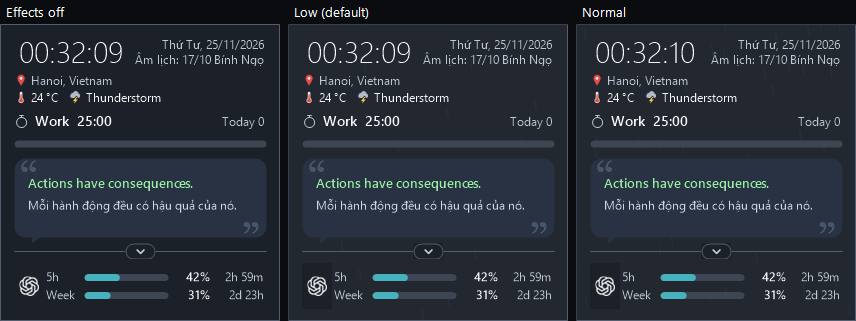 Effects off
00:32:09
Thứ Tư, 25/11/2026
Âm lịch: 17/10 Bính Ngọ
Hanoi, Vietnam
24 °C Thunderstorm
Work 25:00 Today 0
“
Actions have consequences.
Mỗi hành động đều có hậu quả của nó.
”
5h 42% 2h 59m
Week 31% 2d 23h
Low (default)
00:32:09
Thứ Tư, 25/11/2026
Âm lịch: 17/10 Bính Ngọ
Hanoi, Vietnam
24 °C Thunderstorm
Work 25:00 Today 0
“
Actions have consequences.
Mỗi hành động đều có hậu quả của nó.
”
5h 42% 2h 59m
Week 31% 2d 23h
Normal
00:32:10
Thứ Tư, 25/11/2026
Âm lịch: 17/10 Bính Ngọ
Hanoi, Vietnam
24 °C Thunderstorm
Work 25:00 Today 0
“
Actions have consequences.
Mỗi hành động đều có hậu quả của nó.
”
5h 42% 2h 59m
Week 31% 2d 23h